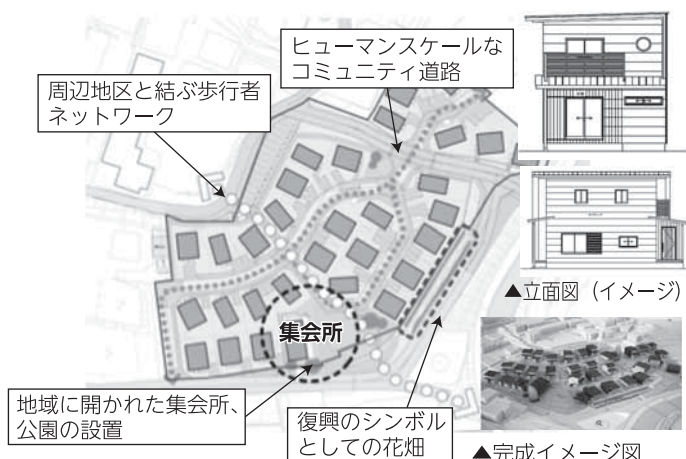 ヒューマンスケールな
コミュニティ道路
周辺地区と結ぶ歩行者
ネットワーク
▲立面図（イメージ）
集会所
地域に開かれた集会所、
公園の設置
復興のシンボル
としての花畑
▲完成イメージ図